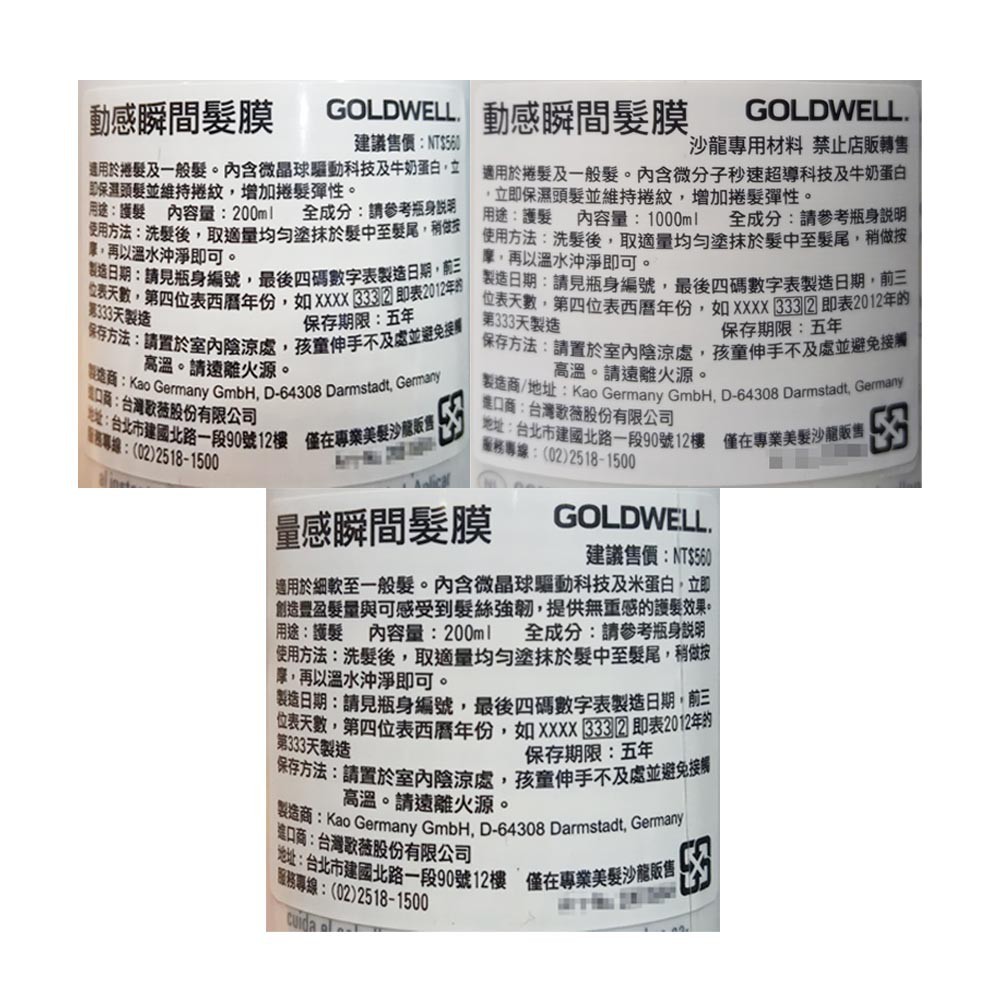 動感瞬間髮膜 GOLDWELL.
建議售價：NT$560
適用於捲髮及一般髮。內含微晶球驅動科技及牛奶蛋白，立
即保濕頭髮並維持捲紋，增加捲髮彈性。
用途：護髮 內容量：200ml 全成分：請參考瓶身說明
使用方法：洗髮後，取適量均勻塗抹於髮中至髮尾，稍做按
摩，再以溫水沖淨即可。
製造日期：請見瓶身編號，最後四碼數字表製造日期，前三
位表天數，第四位表西曆年份，如 XXXX 333 2 即表2012年的
第333天製造 保存期限：五年
保存方法：請置於室內陰涼處，孩童伸手不及處並避免接觸
高溫。請遠離火源。
製造商：Kao Germany GmbH, D-64308 Darmstadt, Germany
進口商：台灣歌薇股份有限公司
地址：台北市建國北路一段90號12樓 僅在專業美髮沙龍販售
服務專線：(02)2518-1500
動感瞬間髮膜 GOLDWELL.
沙龍專用材料 禁止店販轉售
適用於捲髮及一般髮。內含微分子秒速超導科技及牛奶蛋白
，立即保濕頭髮並維持捲紋，增加捲髮彈性。
用途：護髮 內容量：1000ml 全成分：請參考瓶身說明
使用方法：洗髮後，取適量均勻塗抹於髮中至髮尾，稍做按
摩，再以溫水沖淨即可。
製造日期：請見瓶身編號，最後四碼數字表製造日期，前三
位表天數，第四位表西曆年份，如 XXXX 333 2 即表2012年的
第333天製造 保存期限：五年
保存方法：請置於室內陰涼處，孩童伸手不及處並避免接觸
高溫。請遠離火源。
製造商/地址：Kao Germany GmbH, D-64308 Darmstadt, Germany
進口商：台灣歌薇股份有限公司
地址：台北市建國北路一段90號12樓 僅在專業美髮沙龍販售
服務專線：(02)2518-1500
量感瞬間髮膜 GOLDWELL.
建議售價：NT$560
適用於細軟至一般髮。內含微晶球驅動科技及米蛋白，立即
創造豐盈髮量與可感受到髮絲強韌，提供無重感的護髮效果。
用途：護髮 內容量：200ml 全成分：請參考瓶身說明
使用方法：洗髮後，取適量均勻塗抹於髮中至髮尾，稍做按
摩，再以溫水沖淨即可。
製造日期：請見瓶身編號，最後四碼數字表製造日期，前三
位表天數，第四位表西曆年份，如 XXXX 333 2 即表2012年的
第333天製造 保存期限：五年
保存方法：請置於室內陰涼處，孩童伸手不及處並避免接觸
高溫。請遠離火源。
製造商：Kao Germany GmbH, D-64308 Darmstadt, Germany
進口商：台灣歌薇股份有限公司
地址：台北市建國北路一段90號12樓 僅在專業美髮沙龍販售
服務專線：(02)2518-1500